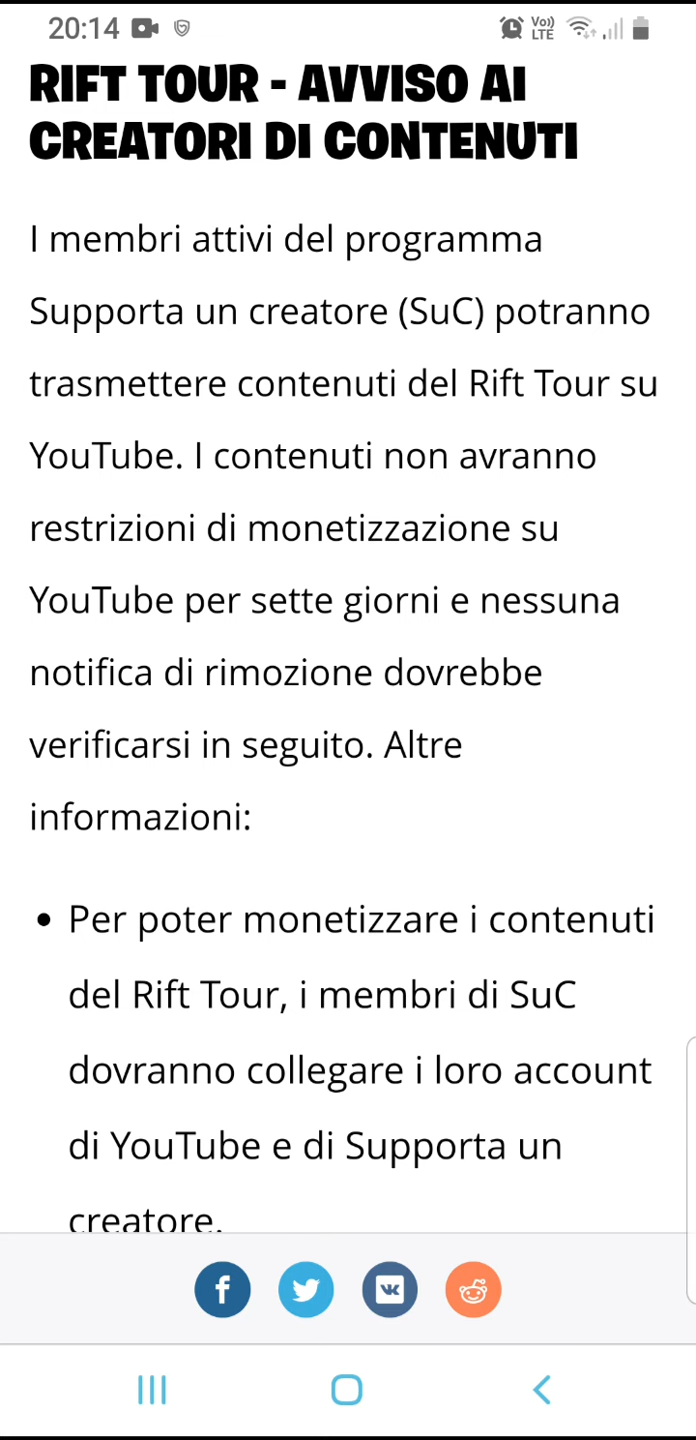 20:14
Vo))
LTE
RIFT TOUR - AVVISO AI
CREATORI DI CONTENUTI
I membri attivi del programma
Supporta un creatore (SuC) potranno
trasmettere contenuti del Rift Tour su
YouTube. I contenuti non avranno
restrizioni di monetizzazione su
YouTube per sette giorni e nessuna
notifica di rimozione dovrebbe
verificarsi in seguito. Altre
informazioni:
• Per poter monetizzare i contenuti
del Rift Tour, i membri di SuC
dovranno collegare i loro account
di YouTube e di Supporta un
creatore.